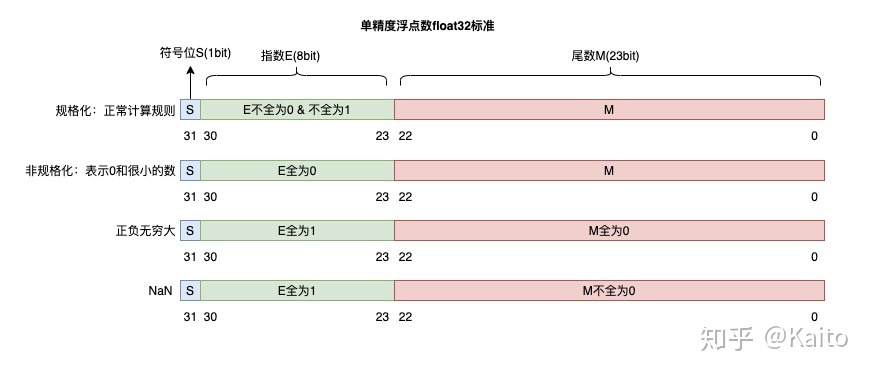 单精度浮点数float32标准
符号位S(1bit) 指数E(8bit) 尾数M(23bit)
规格化：正常计算规则 S E不全为0 & 不全为1 M
31 30 23 22 0
非规格化：表示0和很小的数 S E全为0 M
31 30 23 22 0
正负无穷大 S E全为1 M全为0
31 30 23 22 0
NaN S E全为1 M不全为0
31 30 23 22 0
知乎 @Kaito